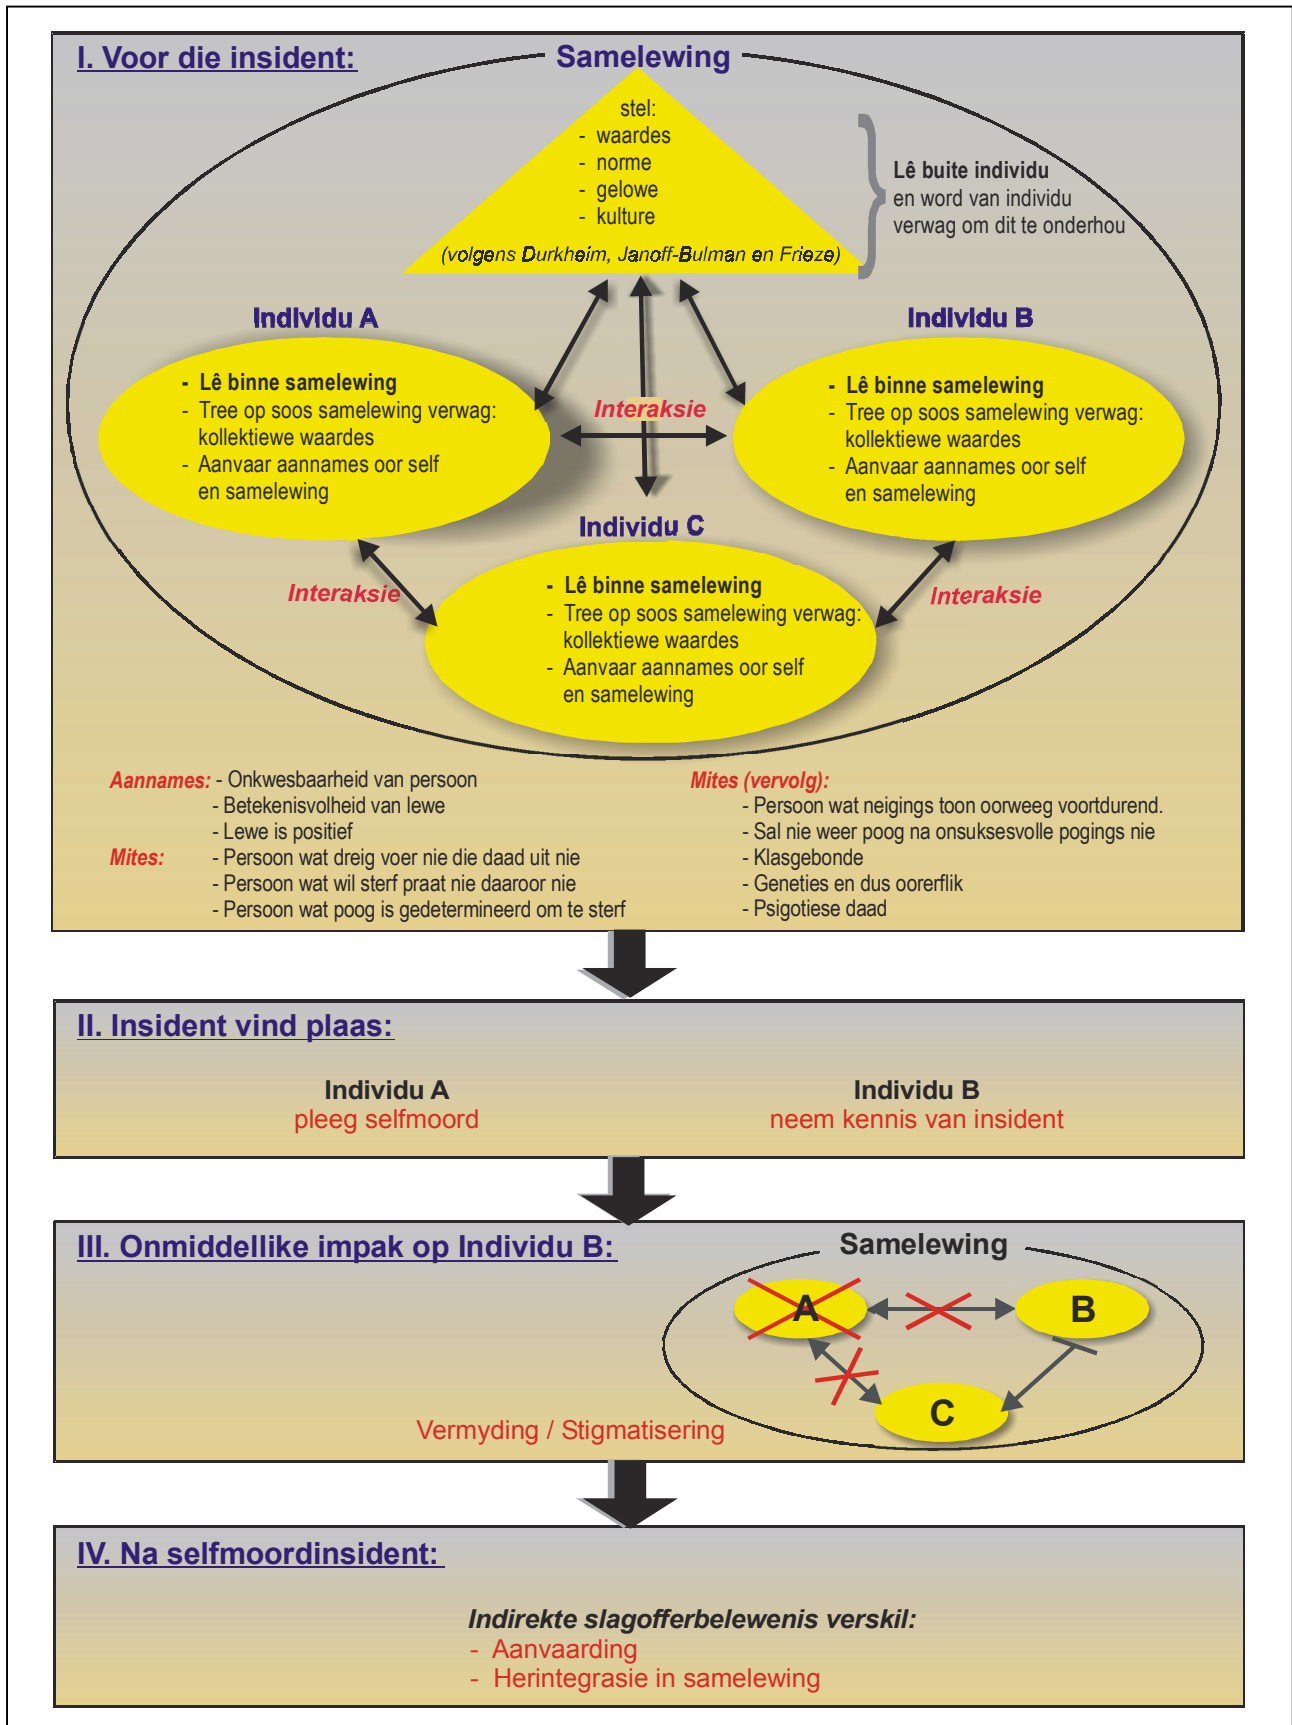 I. Voor die insident:
Samelewing
stel:
- waardes
- norme
- gelowe
- kulture
(volgens Durkheim, Janoff-Bulman en Frieze)
Lê buite individu
en word van individu
verwag om dit te onderhou
Individu A
- Lê binne samelewing
- Tree op soos samelewing verwag:
kollektiewe waardes
- Aanvaar aannames oor self
en samelewing
Individu B
- Lê binne samelewing
- Tree op soos samelewing verwag:
kollektiewe waardes
- Aanvaar aannames oor self
en samelewing
Interaksie
Individu C
- Lê binne samelewing
- Tree op soos samelewing verwag:
kollektiewe waardes
- Aanvaar aannames oor self
en samelewing
Interaksie
Interaksie
Aannames: - Onkwesbaarheid van persoon
- Betekenisvolheid van lewe
- Lewe is positief
Mites: - Persoon wat dreig voer nie die daad uit nie
- Persoon wat wil sterf praat nie daaroor nie
- Persoon wat poog is gedetermineerd om te sterf
Mites (vervolg):
- Persoon wat neigings toon oorweeg voortdurend.
- Sal nie weer poog na onsuksesvolle pogings nie
- Klasgebonde
- Geneties en dus oorerflik
- Psigotiese daad
II. Insident vind plaas:
Individu A
pleeg selfmoord
Individu B
neem kennis van insident
III. Onmiddellike impak op Individu B:
Samelewing
A
B
C
Vermyding / Stigmatisering
IV. Na selfmoordinsident:
Indirekte slagofferbelewenis verskil:
- Aanvaarding
- Herintegrasie in samelewing